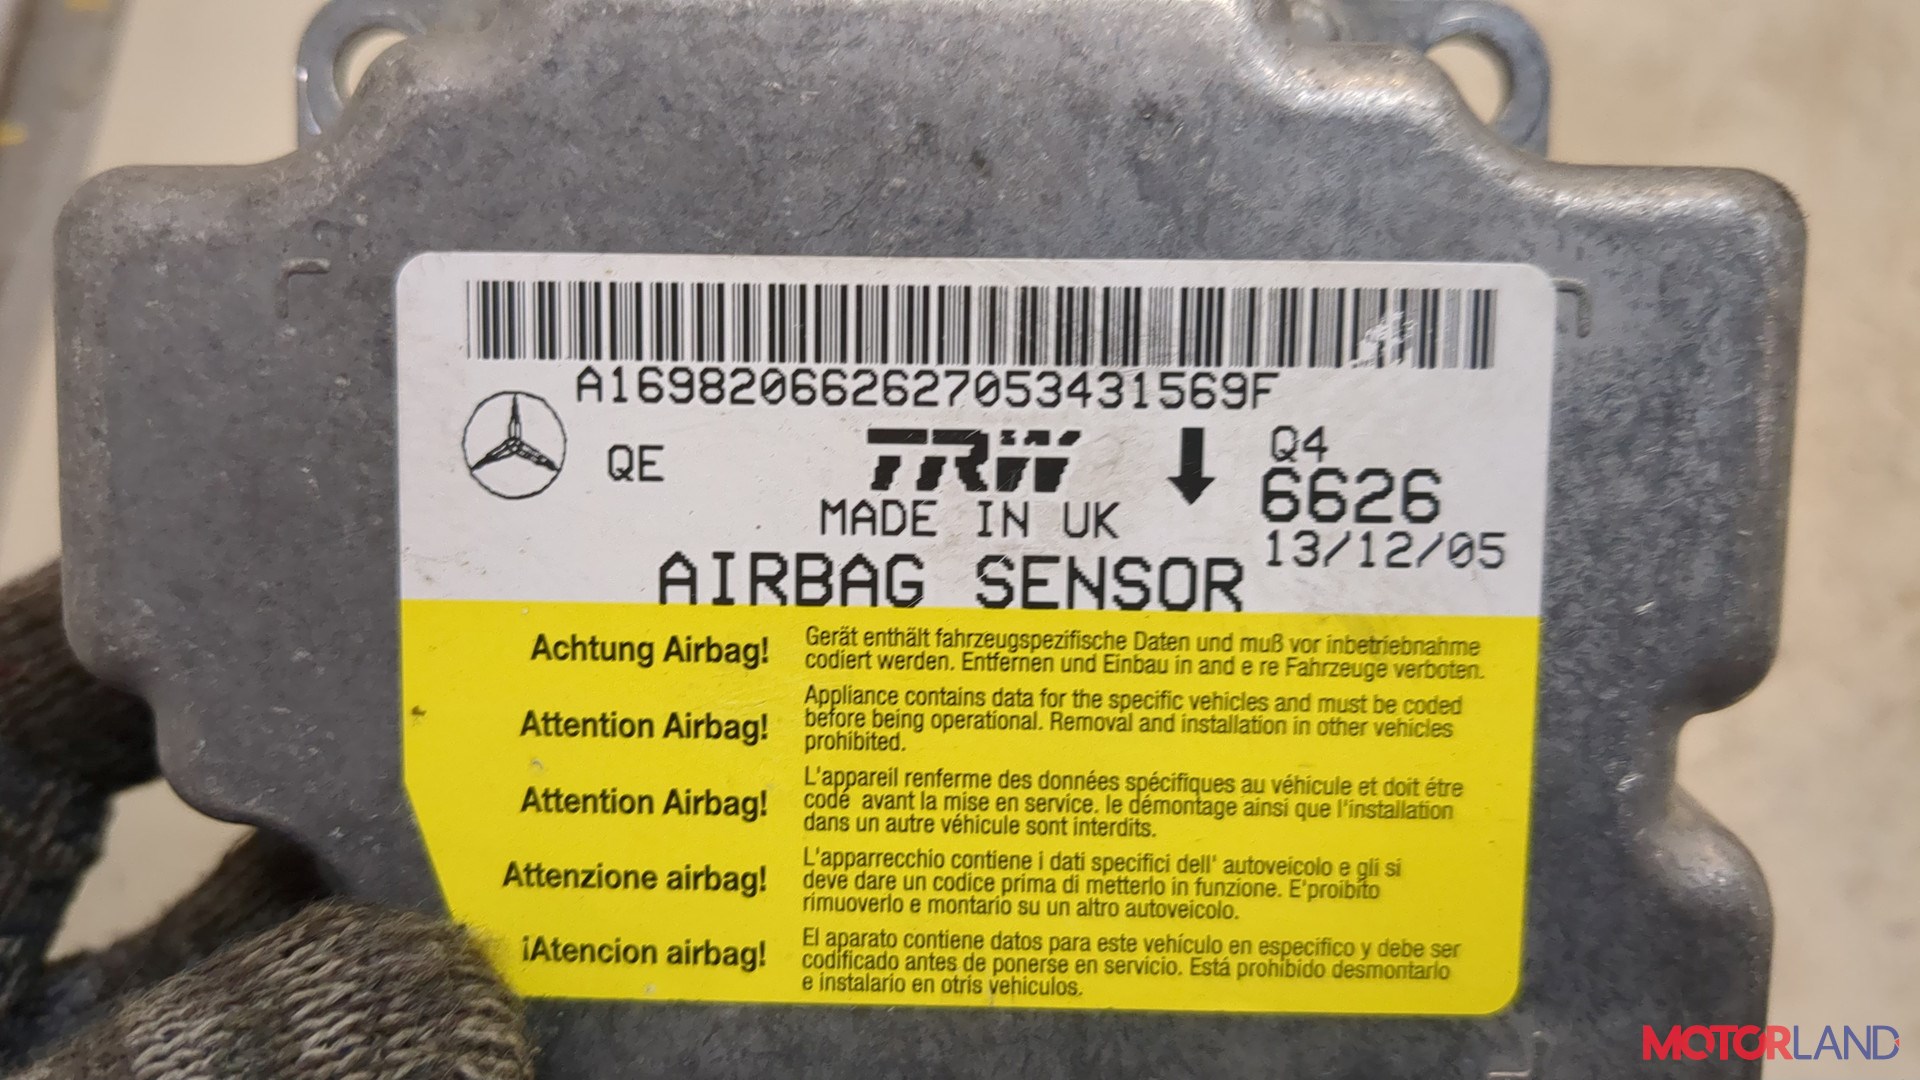 A1698206626270534​31569F
QE
TRW
Q4
6626
MADE IN UK
13/12/05
AIRBAG SENSOR
Achtung Airbag!
Gerät enthält fahrzeugspezifische Daten und muß vor inbetriebnahme
codiert werden. Entfernen und Einbau in and e re Fahrzeuge verboten.
Attention Airbag!
Appliance contains data for the specific vehicles and must be coded
before being operational. Removal and installation in other vehicles
prohibited.
Attention Airbag!
L'appareil renferme des données spécifiques au véhicule et doit étre
codé avant la mise en service. le démontage ainsi que l'installation
dans un autre véhicule sont interdits.
Attenzione airbag!
L'apparrecchio contiene i dati specifici dell' autoveicolo e gli si
deve dare un codice prima di metterlo in funzione. E'proibito
rimuoverlo e montario su un altro autoveicolo.
¡Atencion airbag!
El aparato contiene datos para este vehículo en especifico y debe ser
codificado antes de ponerse en servicio. Está prohibido desmontarlo
e instalario en otris vehiculos.
MOTORLAND